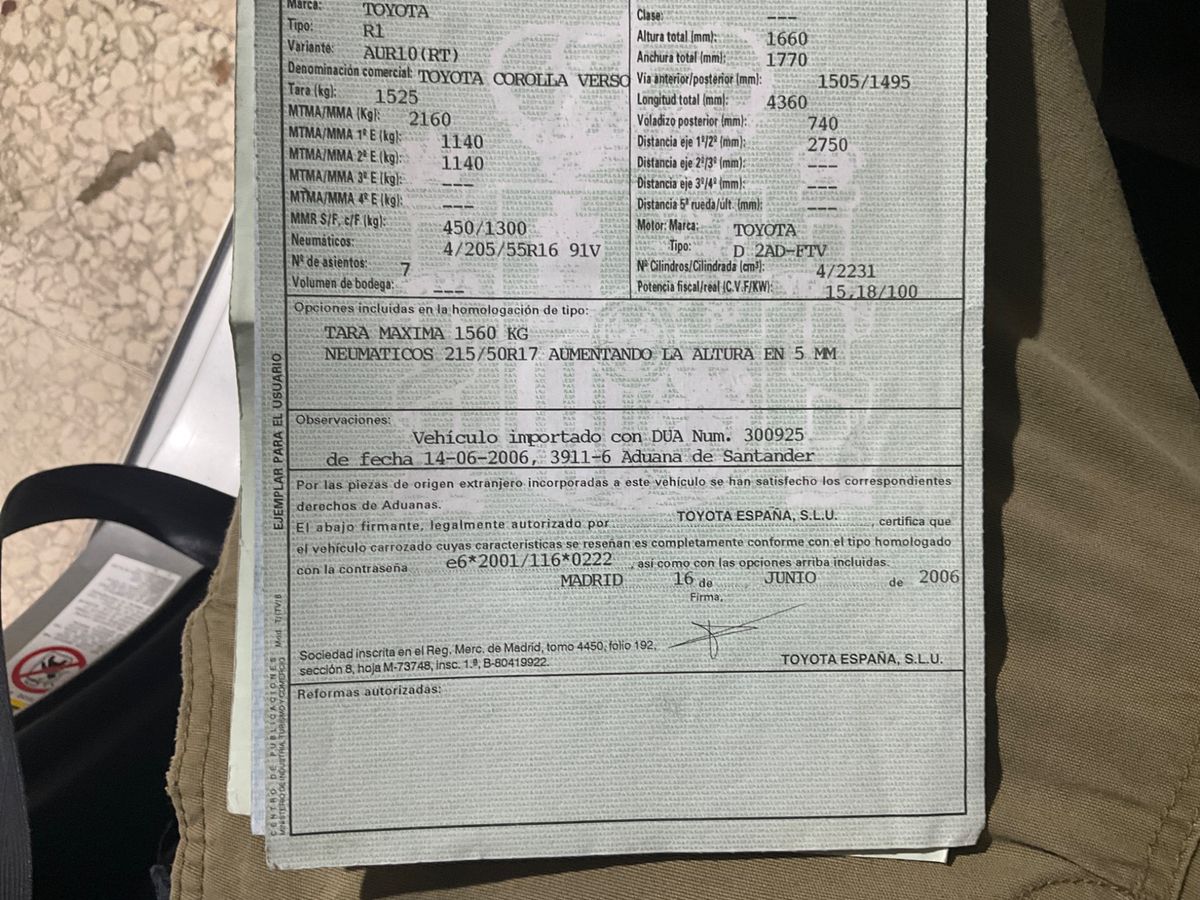 Marca: TOYOTA
Tipo: R1
Variante: AUR10(RT)
Denominación comercial: TOYOTA COROLLA VERSO
Tara (kg): 1525
MTMA/MMA (Kg): 2160
MTMA/MMA 1º E (kg): 1140
MTMA/MMA 2º E (kg): 1140
MTMA/MMA 3º E (kg): ---
MTMA/MMA 4º E (kg): ---
MMR S/F, c/F (kg): 450/1300
Neumáticos: 4/205/55R16 91V
Nº de asientos: 7
Volumen de bodega: ---
Clase: ---
Altura total (mm): 1660
Anchura total (mm): 1770
Via anterior/posterior (mm): 1505/1495
Longitud total (mm): 4360
Voladizo posterior (mm): 740
Distancia eje 1º/2º (mm): 2750
Distancia eje 2º/3º (mm): ---
Distancia eje 3º/4º (mm): ---
Distancia 5ª rueda/últ. (mm): ---
Motor: Marca: TOYOTA
Tipo: D 2AD-FTV
Nº Cilindros/Cilindrada (cm³): 4/2231
Potencia fiscal/real (C.V.F/KW): 15,18/100
Opciones incluidas en la homologación de tipo:
TARA MAXIMA 1560 KG
NEUMATICOS 215/50R17 AUMENTANDO LA ALTURA EN 5 MM
Observaciones:
Vehículo importado con DUA Num. 300925
de fecha 14-06-2006, 3911-6 Aduana de Santander
Por las piezas de origen extranjero incorporadas a este vehículo se han satisfecho los correspondientes
derechos de Aduanas.
El abajo firmante, legalmente autorizado por TOYOTA ESPAÑA, S.L.U. , certifica que
el vehículo carrozado cuyas características se reseñan es completamente conforme con el tipo homologado
con la contraseña e6*2001/116*0222 , así como con las opciones arriba incluidas.
MADRID 16 de JUNIO de 2006
Firma,
Sociedad inscrita en el Reg. Merc. de Madrid, tomo 4450, folio 192,
sección 8, hoja M-73748, insc. 1.ª, B-80419922.
TOYOTA ESPAÑA, S.L.U.
Reformas autorizadas:
EJEMPLAR PARA EL USUARIO
CENTRO DE PUBLICACIONES Mod. TJTV/B
MINISTERIO DE INDUSTRIA, TURISMO Y COMERCIO